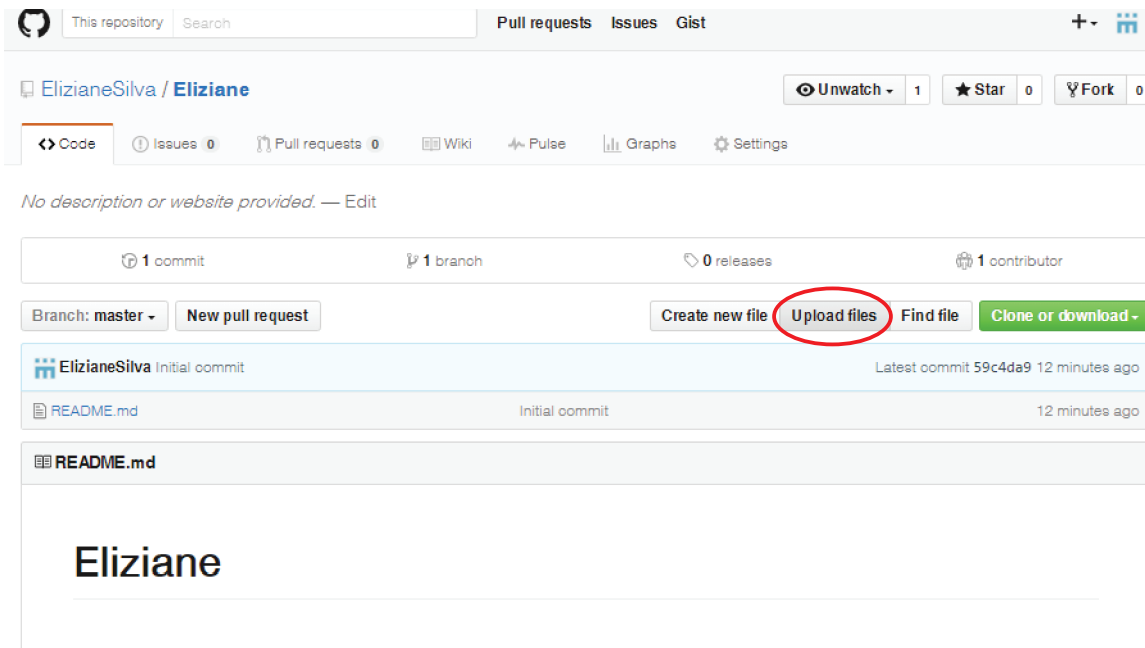 This repository Search Pull requests Issues Gist
ElizianeSilva / Eliziane Unwatch 1 Star 0 Fork 0
Code Issues 0 Pull requests 0 Wiki Pulse Graphs Settings
No description or website provided. — Edit
1 commit 1 branch 0 releases 1 contributor
Branch: master New pull request Create new file Upload files Find file Clone or download
ElizianeSilva Initial commit Latest commit 59c4da9 12 minutes ago
README.md Initial commit 12 minutes ago
README.md
Eliziane